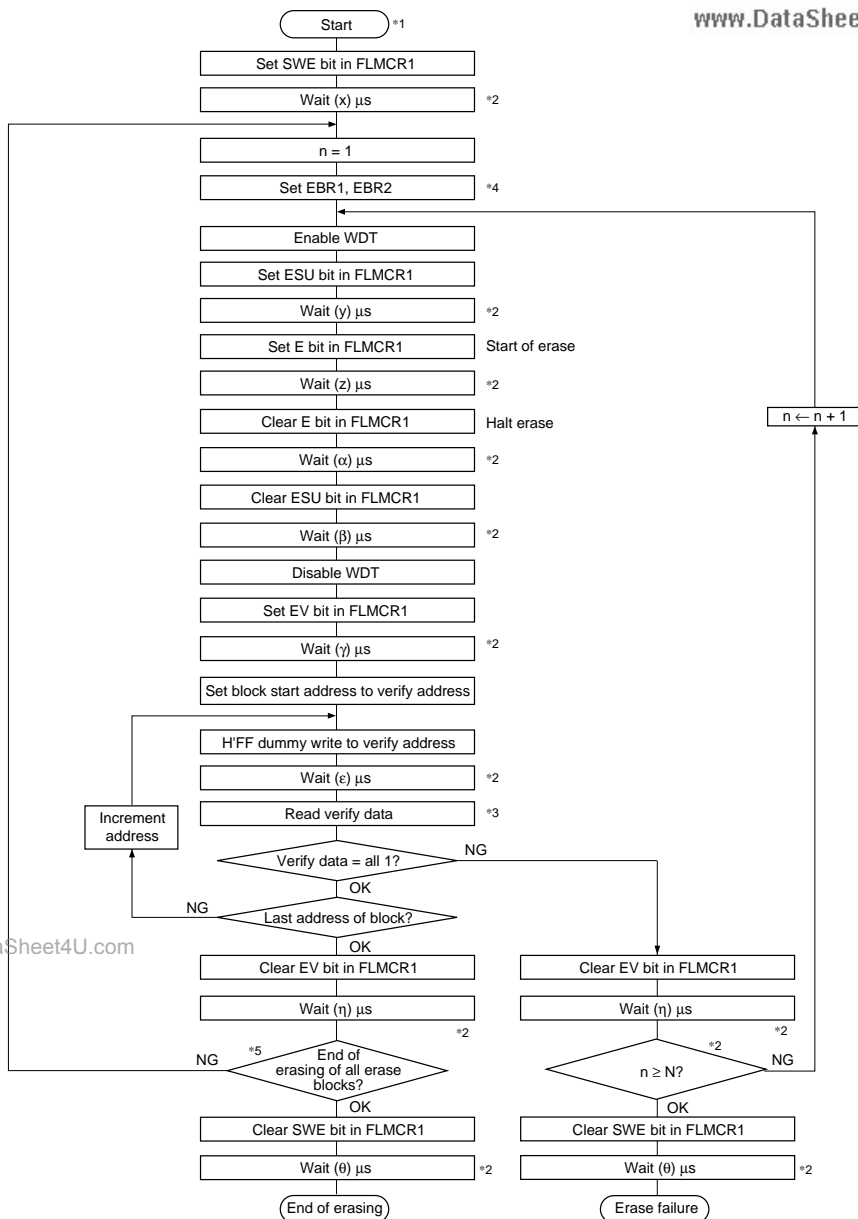 www.DataShee
Start *1
Set SWE bit in FLMCR1
Wait (x) μs *2
n = 1
Set EBR1, EBR2 *4
Enable WDT
Set ESU bit in FLMCR1
Wait (y) μs *2
Set E bit in FLMCR1 Start of erase
Wait (z) μs *2
n ← n + 1
Clear E bit in FLMCR1 Halt erase
Wait (α) μs *2
Clear ESU bit in FLMCR1
Wait (β) μs *2
Disable WDT
Set EV bit in FLMCR1
Wait (γ) μs *2
Set block start address to verify address
H'FF dummy write to verify address
Wait (ε) μs *2
Increment
address
Read verify data *3
Verify data = all 1? NG
OK
NG Last address of block?
aSheet4U.com
OK
Clear EV bit in FLMCR1 Clear EV bit in FLMCR1
Wait (η) μs Wait (η) μs
*2 *2
NG *5 End of
erasing of all erase
blocks?
*2 n ≥ N? NG
OK OK
Clear SWE bit in FLMCR1 Clear SWE bit in FLMCR1
Wait (θ) μs *2 Wait (θ) μs *2
End of erasing Erase failure